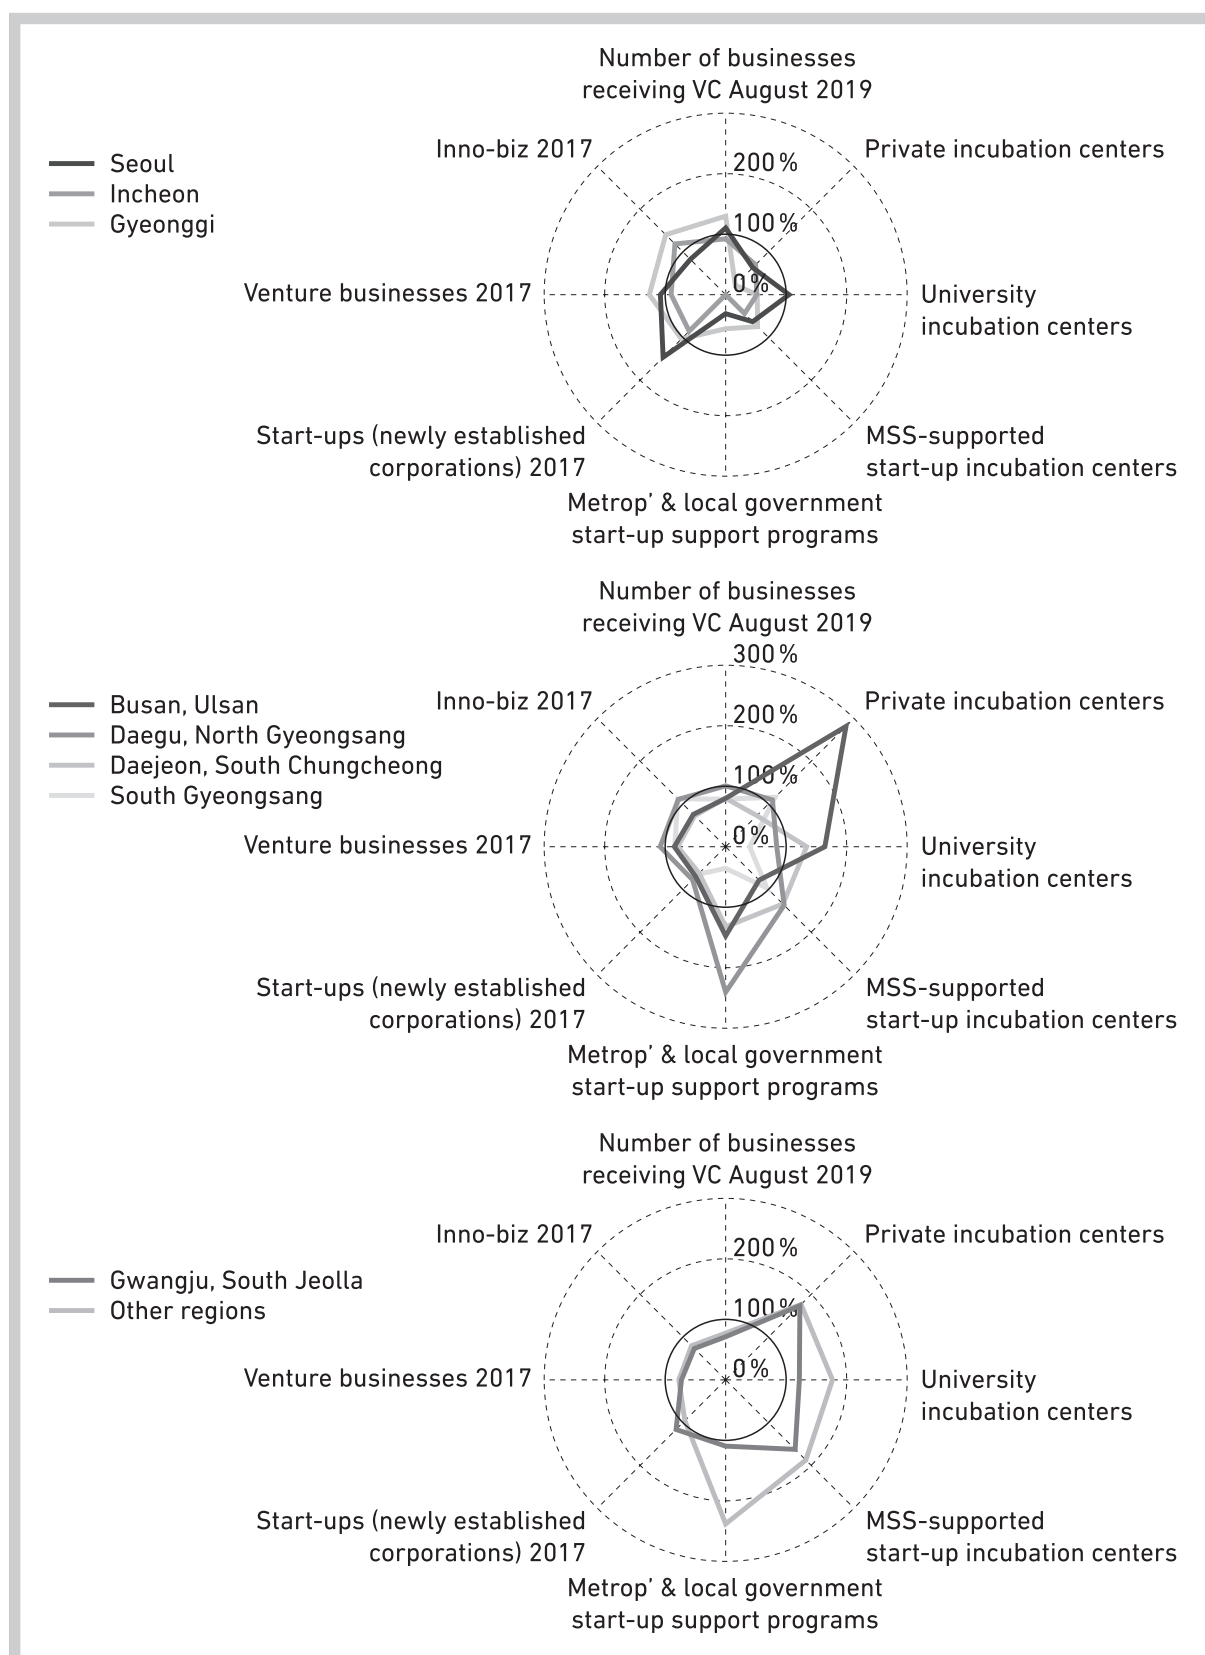 Number of businesses
receiving VC August 2019
Inno-biz 2017
Private incubation centers
Seoul
Incheon
Gyeonggi
200 %
100 %
0 %
Venture businesses 2017
University
incubation centers
Start-ups (newly established
corporations) 2017
MSS-supported
start-up incubation centers
Metrop’ & local government
start-up support programs
Number of businesses
receiving VC August 2019
300 %
Inno-biz 2017
Private incubation centers
Busan, Ulsan
Daegu, North Gyeongsang
Daejeon, South Chungcheong
South Gyeongsang
200 %
100 %
0 %
Venture businesses 2017
University
incubation centers
Start-ups (newly established
corporations) 2017
MSS-supported
start-up incubation centers
Metrop’ & local government
start-up support programs
Number of businesses
receiving VC August 2019
Inno-biz 2017
Private incubation centers
200 %
Gwangju, South Jeolla
Other regions
100 %
0 %
Venture businesses 2017
University
incubation centers
Start-ups (newly established
corporations) 2017
MSS-supported
start-up incubation centers
Metrop’ & local government
start-up support programs